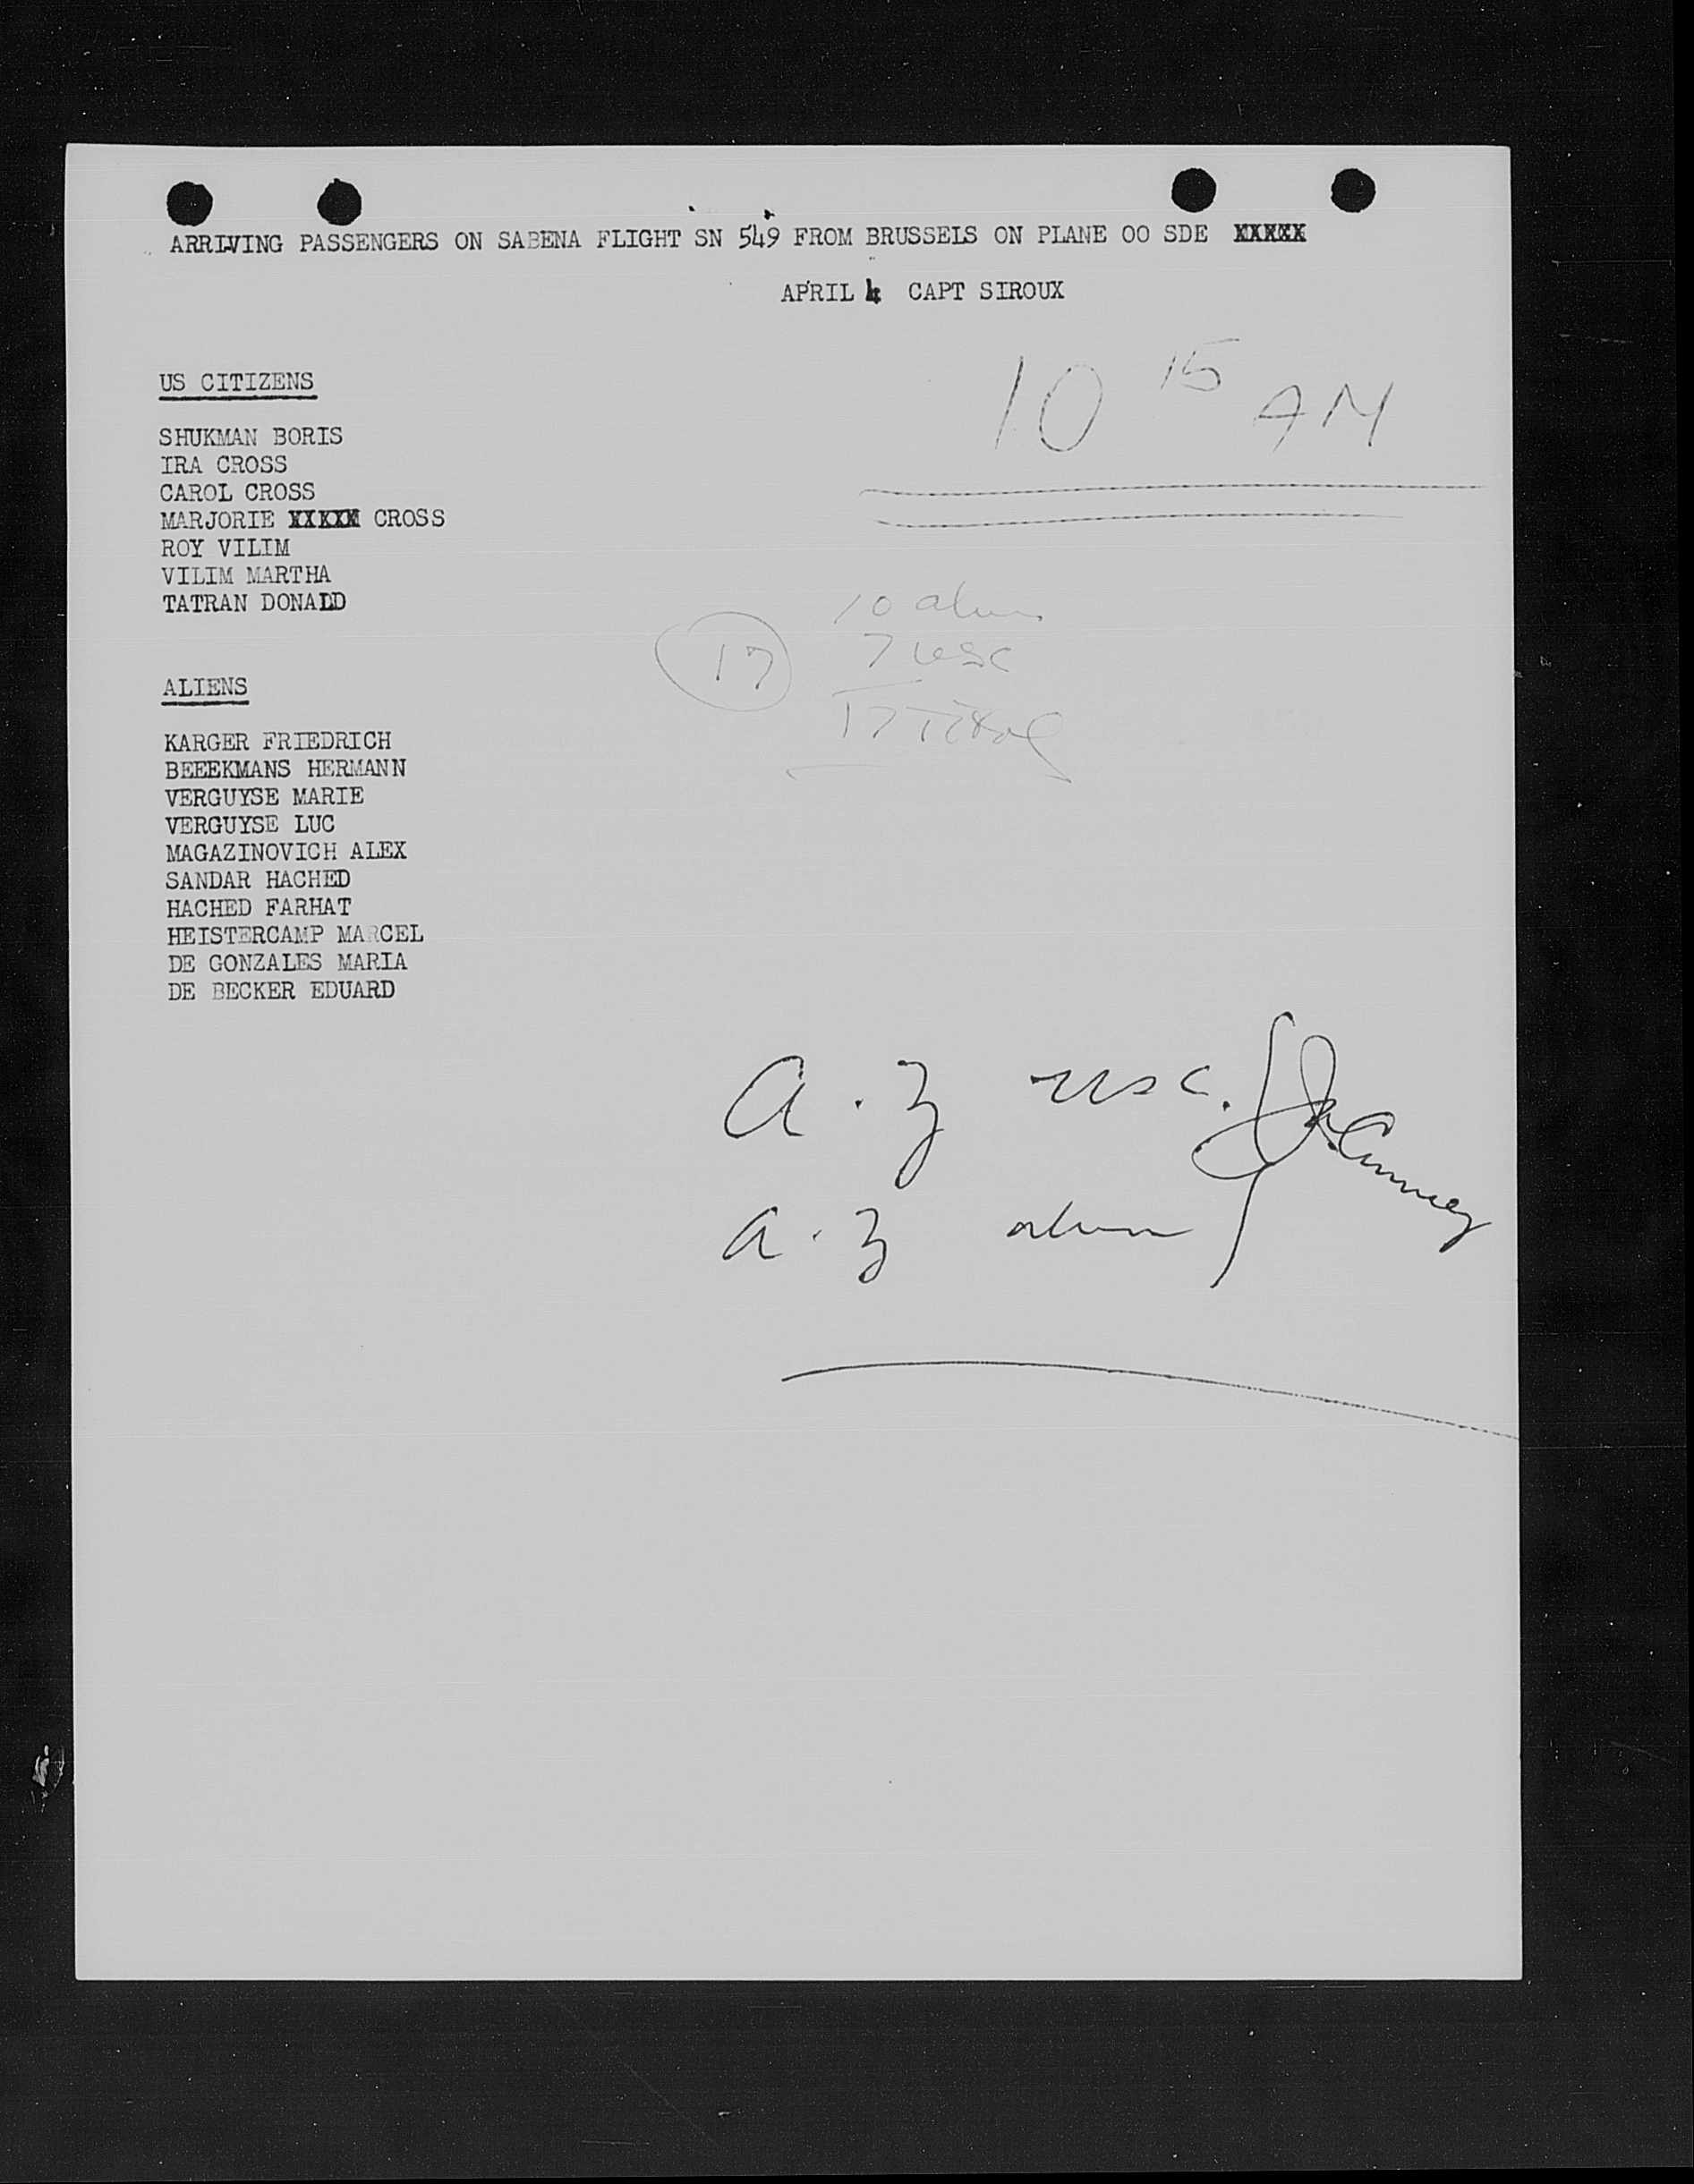 ARRIVING PASSENGERS ON SABENA FLIGHT SN 549 FROM BRUSSELS ON PLANE OO SDE XXXXX
APRIL 4 CAPT SIROUX
10 15 AM
US CITIZENS
SHUKMAN BORIS
IRA CROSS
CAROL CROSS
MARJORIE XXXXX CROSS
ROY VILIM
VILIM MARTHA
TATRAN DONALD
10 alien
17 7 usc
17 Total
ALIENS
KARGER FRIEDRICH
BEEEKMANS HERMANN
VERGUYSE MARIE
VERGUYSE LUC
MAGAZINOVICH ALEX
SANDAR HACHED
HACHED FARHAT
HEISTERCAMP MARCEL
DE GONZALES MARIA
DE BECKER EDUARD
a.z usc.
a.z alien